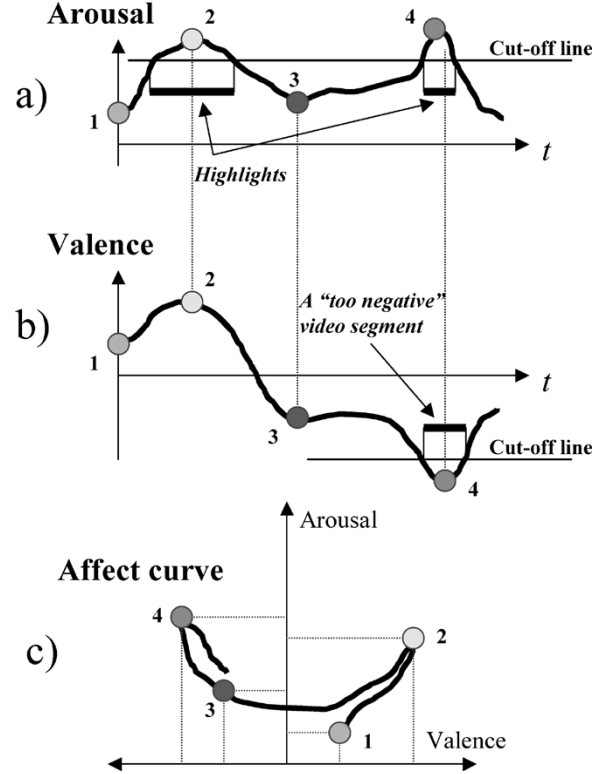 Arousal
2
4
Cut-off line
a)
3
1
Highlights
t
Valence
2
A “too negative”
video segment
b)
1
t
3
Cut-off line
4
Arousal
Affect curve
4
2
c)
3
1
Valence